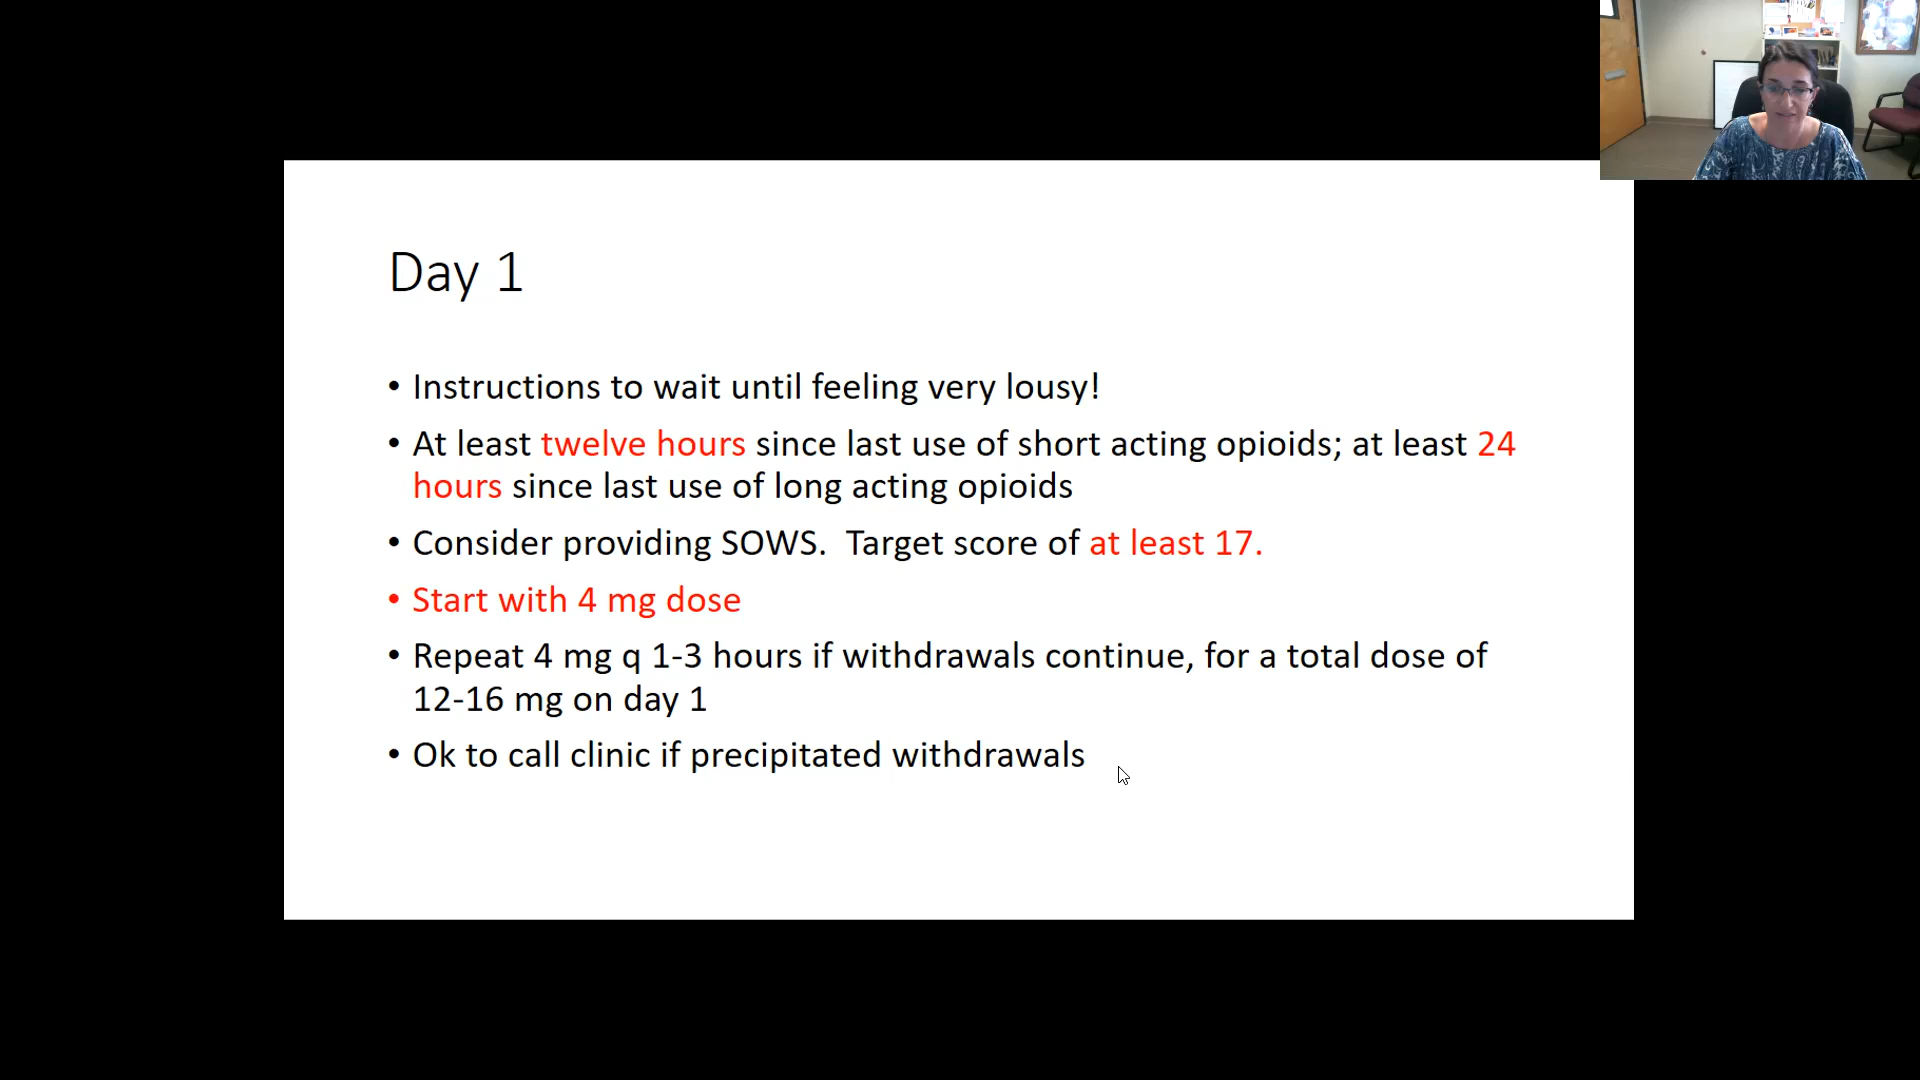 Day 1
• Instructions to wait until feeling very lousy!
• At least twelve hours since last use of short acting opioids; at least 24
hours since last use of long acting opioids
• Consider providing SOWS.  Target score of at least 17.
• Start with 4 mg dose
• Repeat 4 mg q 1-3 hours if withdrawals continue, for a total dose of
12-16 mg on day 1
• Ok to call clinic if precipitated withdrawals